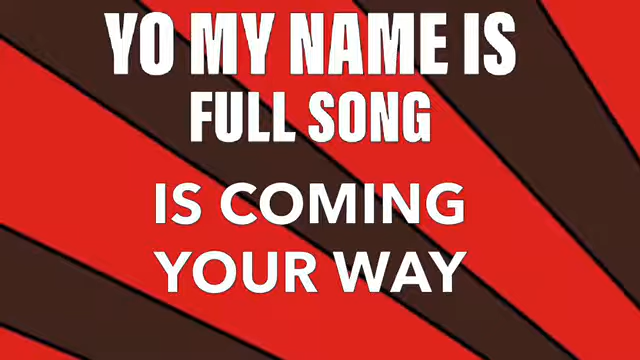 YO MY NAME IS
FULL SONG
IS COMING
YOUR WAY